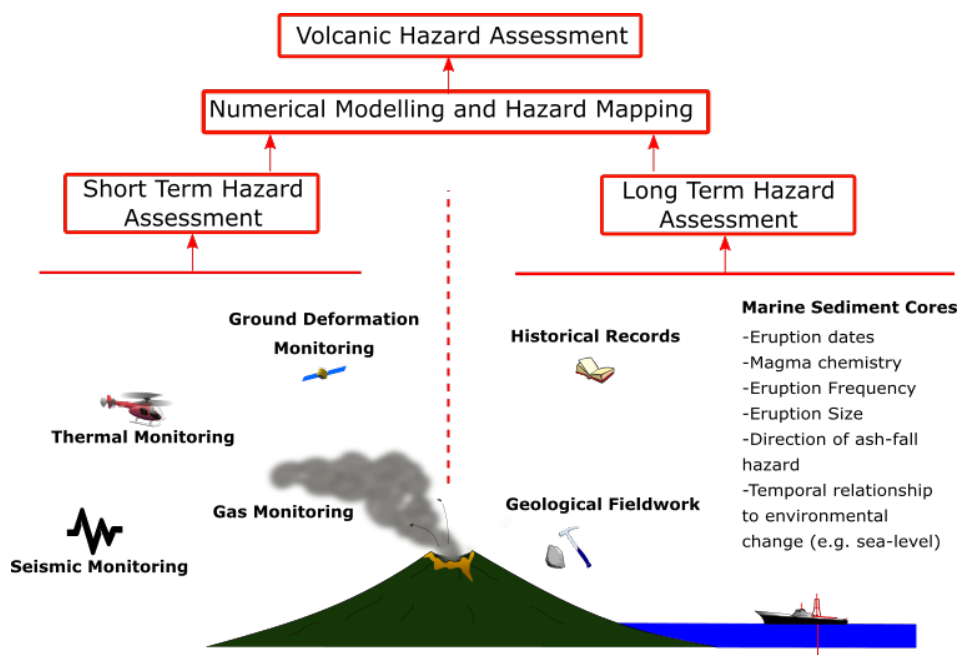 Volcanic Hazard Assessment
Numerical Modelling and Hazard Mapping
Short Term Hazard
Assessment
Long Term Hazard
Assessment
Ground Deformation
Monitoring
Thermal Monitoring
Gas Monitoring
Seismic Monitoring
Historical Records
Geological Fieldwork
Marine Sediment Cores
-Eruption dates
-Magma chemistry
-Eruption Frequency
-Eruption Size
-Direction of ash-fall
hazard
-Temporal relationship
to environmental
change (e.g. sea-level)